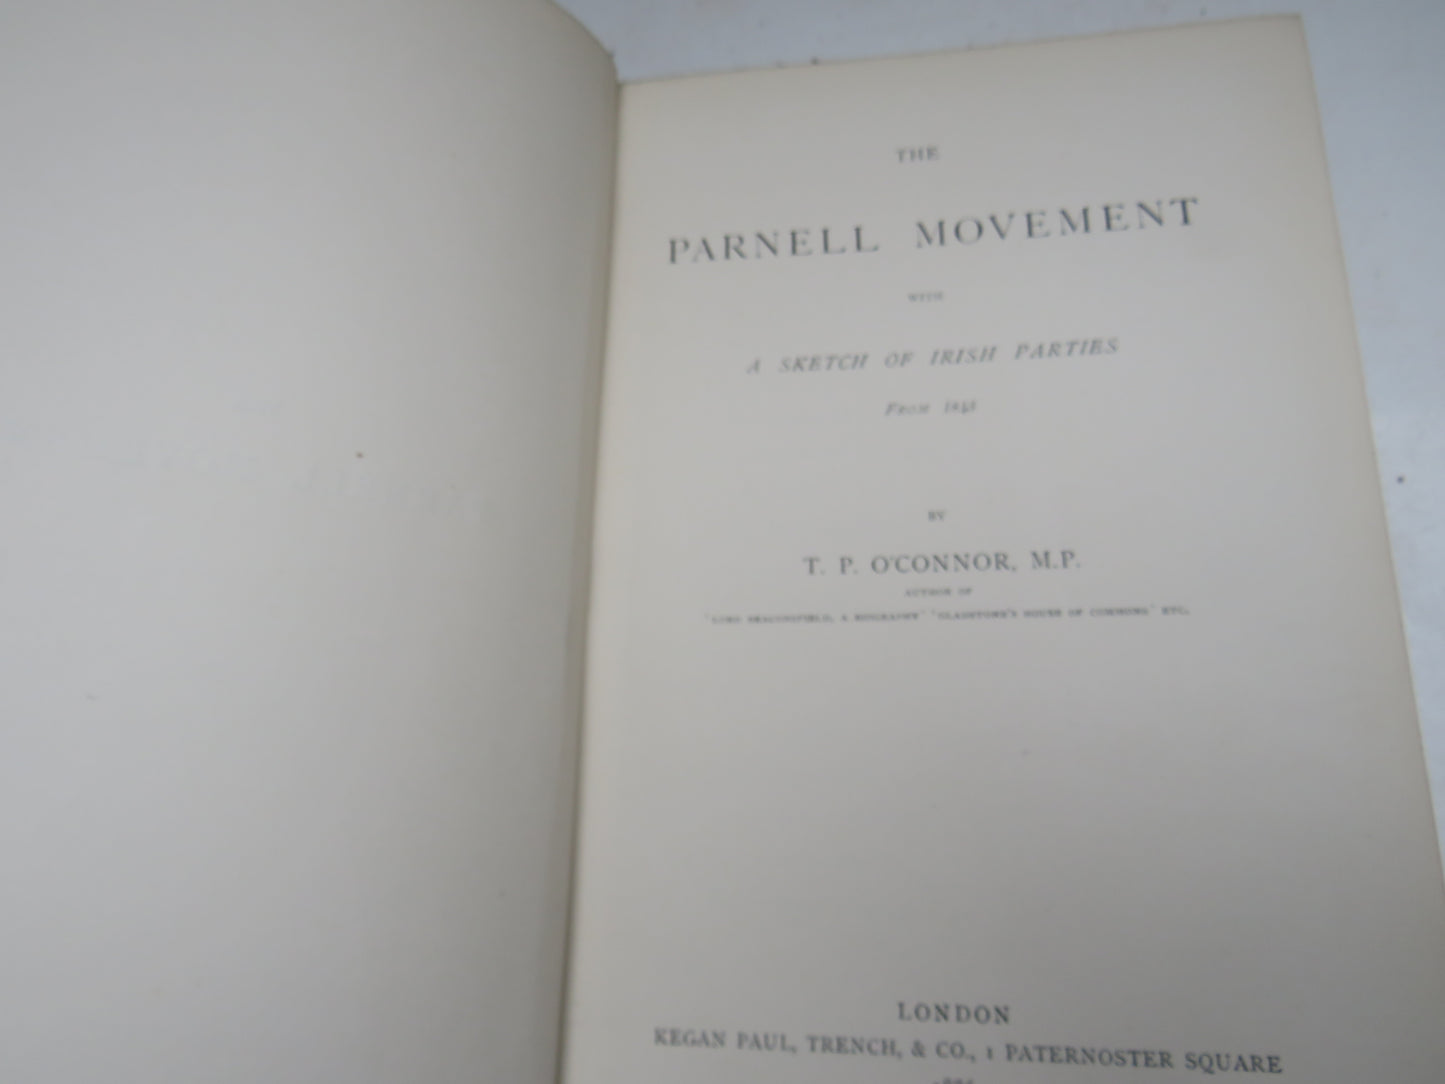 THE
PARNELL MOVEMENT
WITH
A SKETCH OF IRISH PARTIES
FROM
BY
T. P. O'CONNOR, M.P.
AUTHOR OF
"LORD BEACONSFIELD, A BIOGRAPHY" "GLADSTONE'S HOUSE OF COMMONS" ETC.
LONDON
KEGAN PAUL, TRENCH, & CO., 1 PATERNOSTER SQUARE